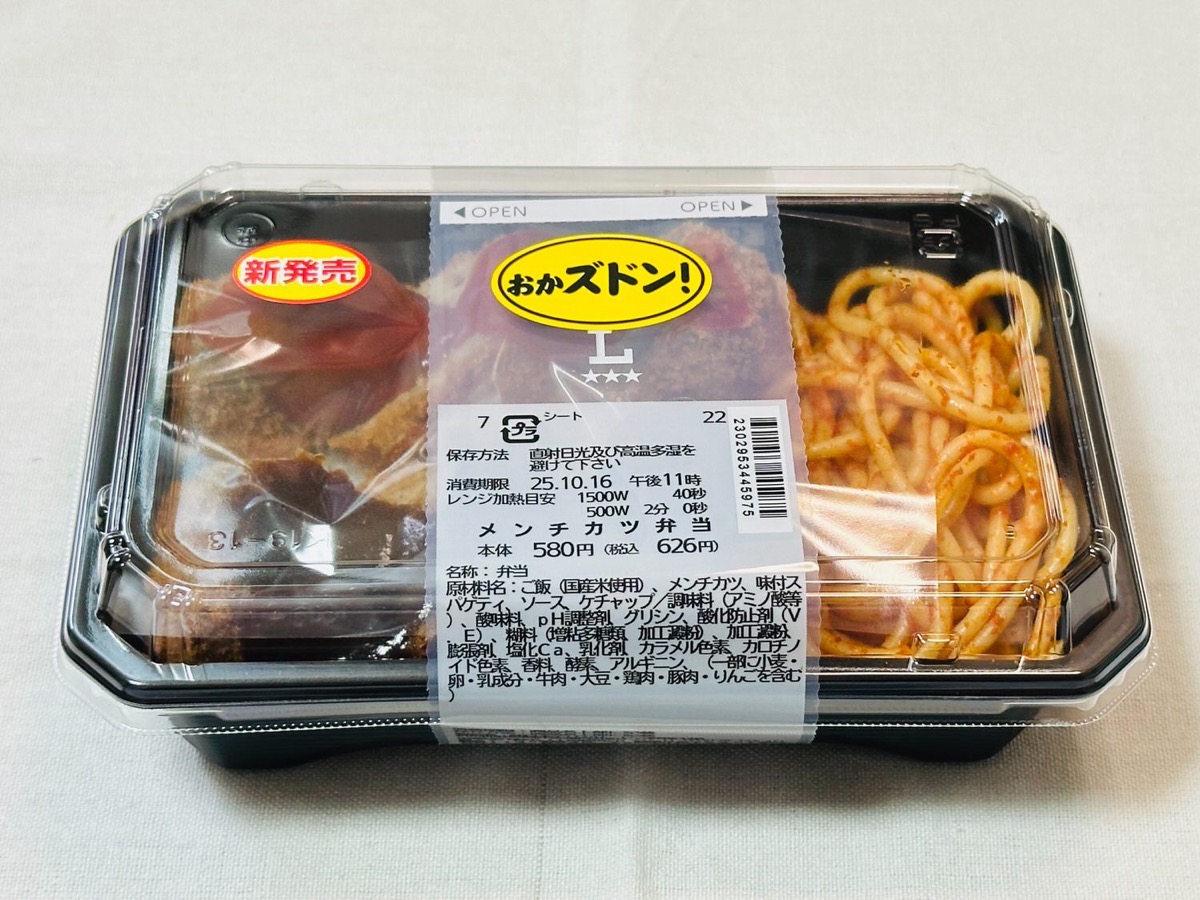 ◀OPEN OPEN▶
新発売
おかズドン!
L
★★★
7 プラ シート 22
保存方法 直射日光及び高温多湿を
避けて下さい
消費期限 25.10.16 午後11時
レンジ加熱目安 1500W 40秒
500W 2分 0秒
メンチカツ弁当
本体 580円(税込 626円)
2302953445975
名称:弁当
原材料名:ご飯(国産米使用)、メンチカツ、味付ス
パゲティ、ソース、ケチャップ/調味料(アミノ酸等
)、酸味料、pH調整剤、グリシン、酸化防止剤(V
E)、糊料(増粘多糖類、加工澱粉)、加工澱粉、
膨張剤、塩化Ca、乳化剤、カラメル色素、カロチノ
イド色素、香料、酵素、アルギニン、(一部に小麦・
卵・乳成分・牛肉・大豆・鶏肉・豚肉・りんごを含む
)